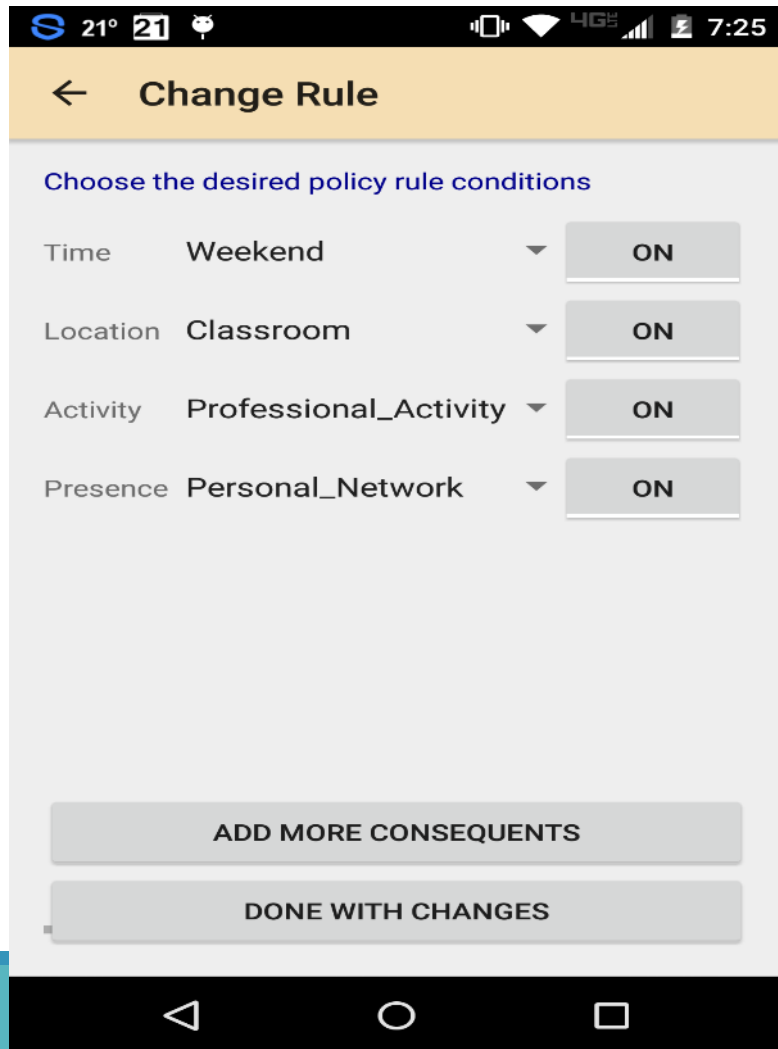 21° 21 4G LTE 7:25
Change Rule
Choose the desired policy rule conditions
Time Weekend ON
Location Classroom ON
Activity Professional_Activity ON
Presence Personal_Network ON
ADD MORE CONSEQUENTS
DONE WITH CHANGES